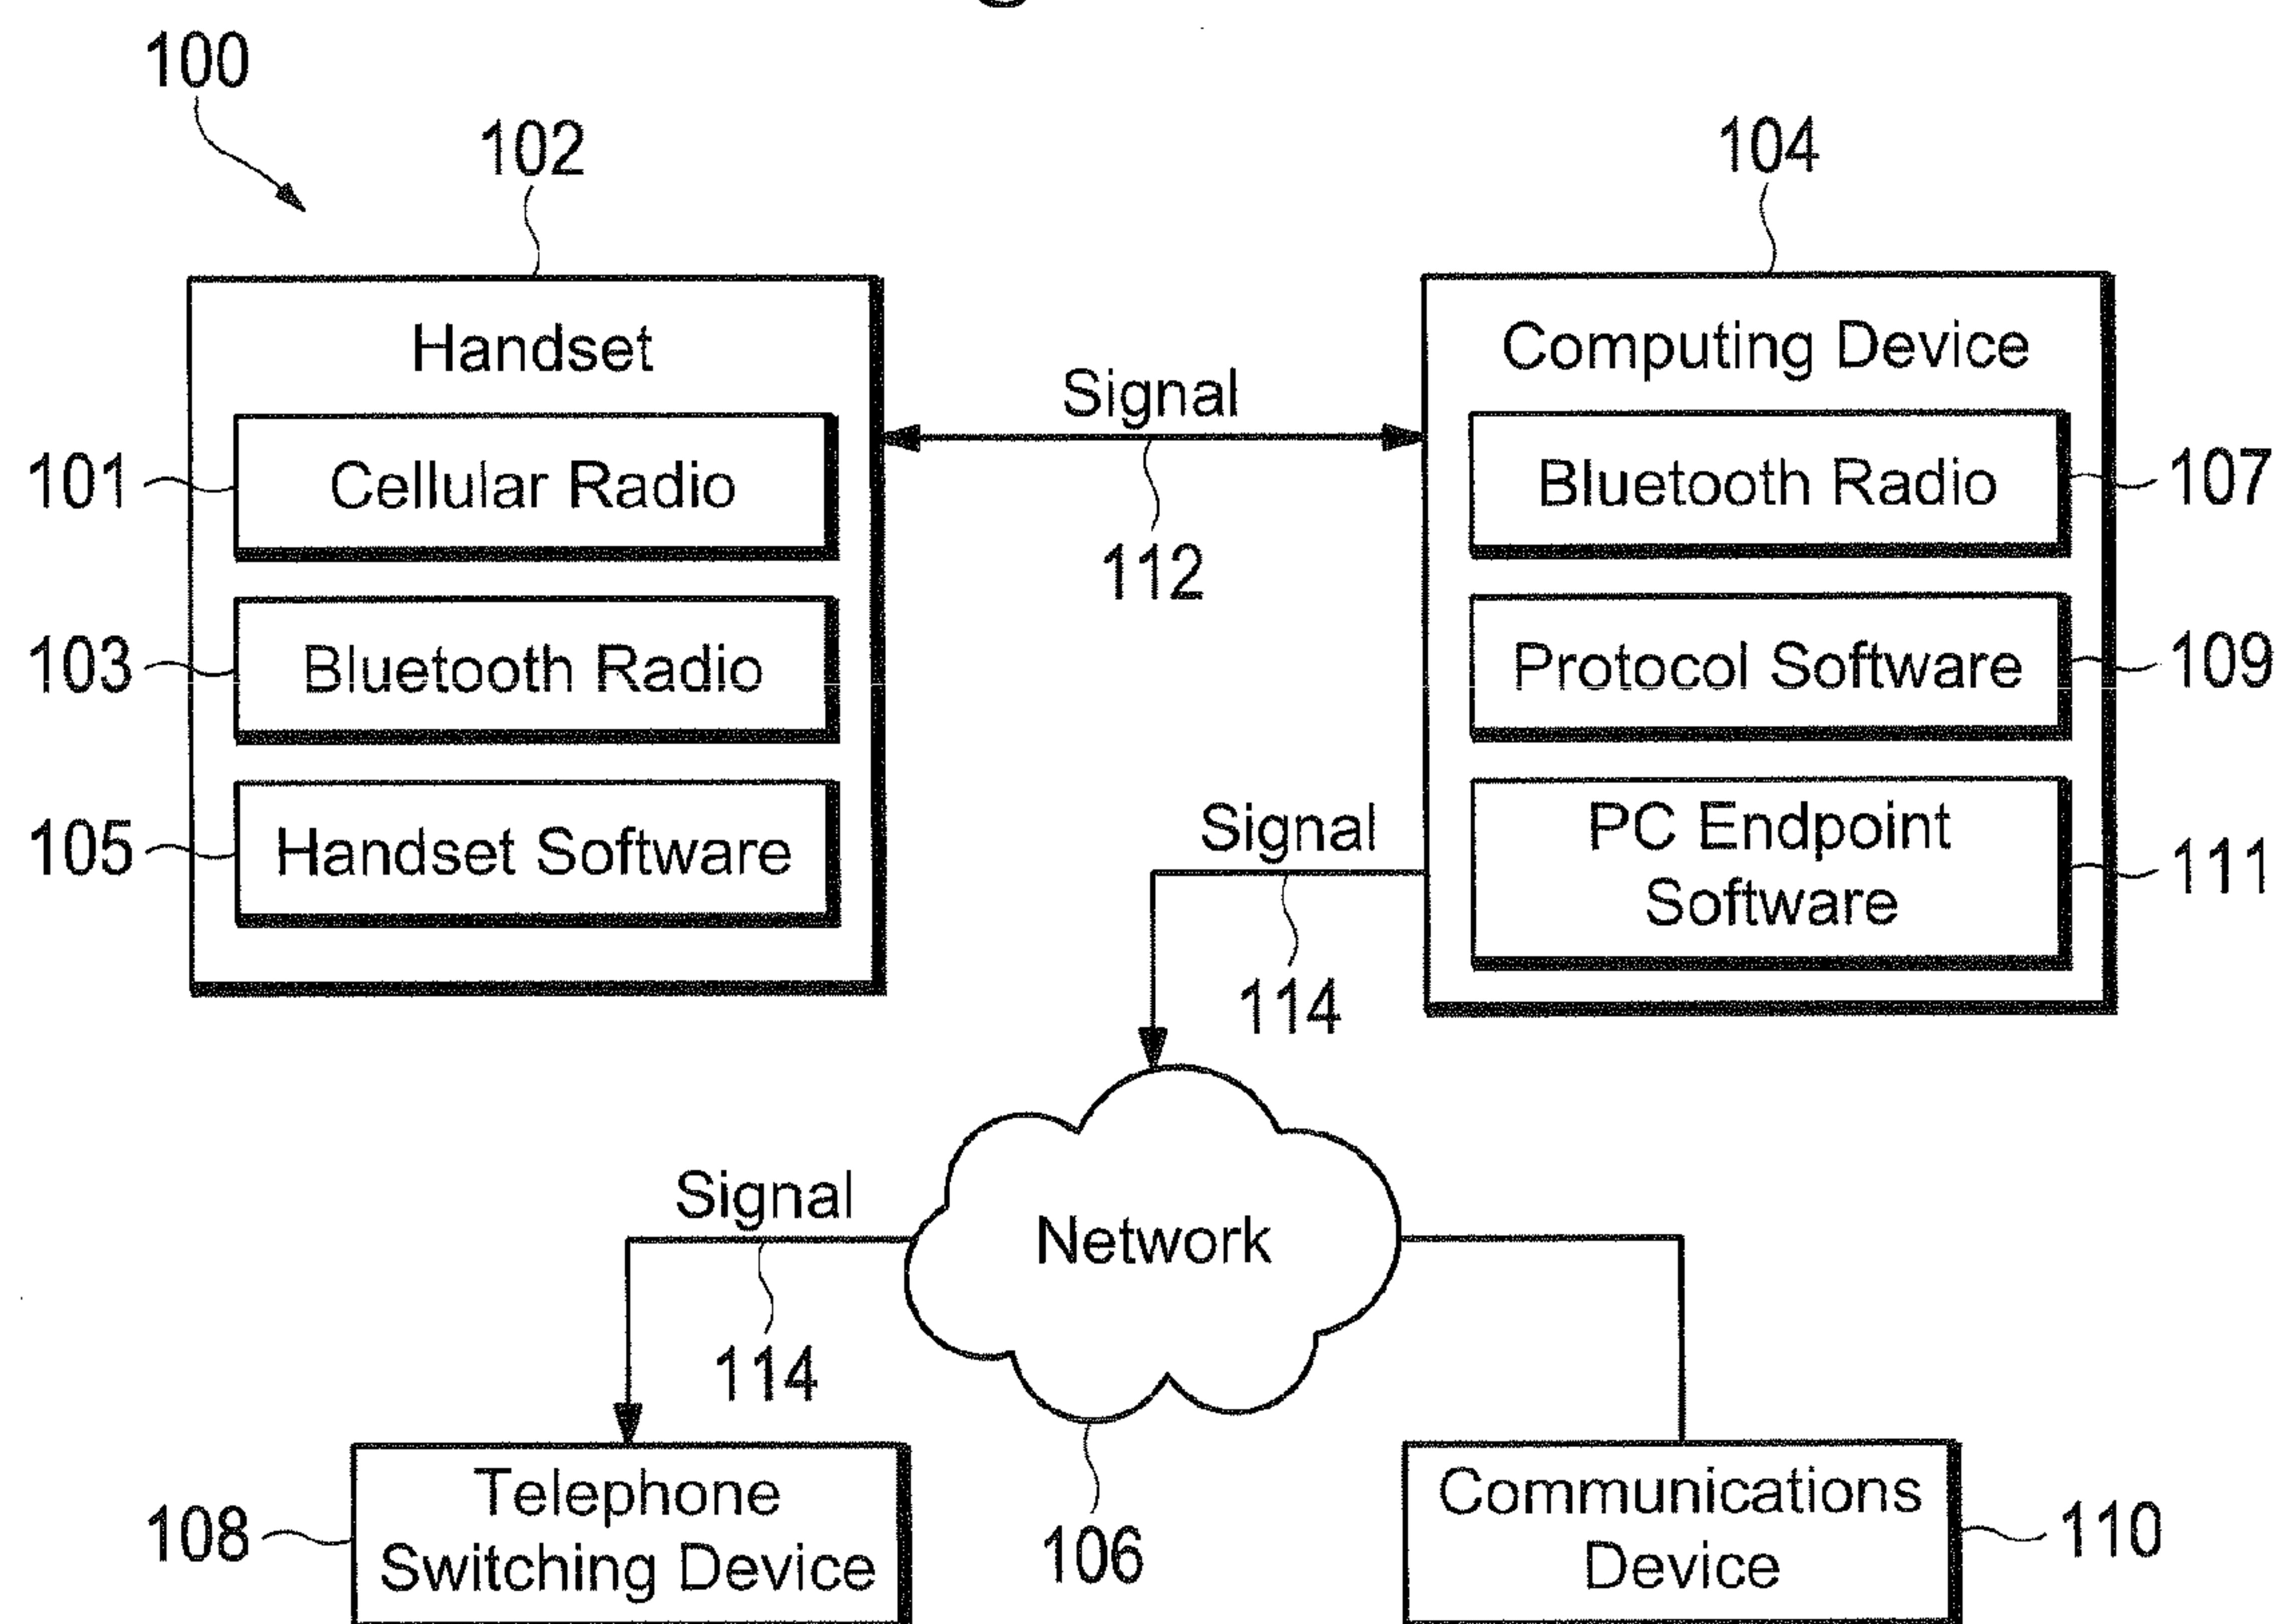 100
102
104
Handset
Computing Device
Signal
101
Cellular Radio
Bluetooth Radio
107
112
103
Bluetooth Radio
Protocol Software
109
105
Handset Software
Signal
PC Endpoint
Software
111
114
Signal
Network
114
108
Telephone
Switching Device
106
Communications
Device
110